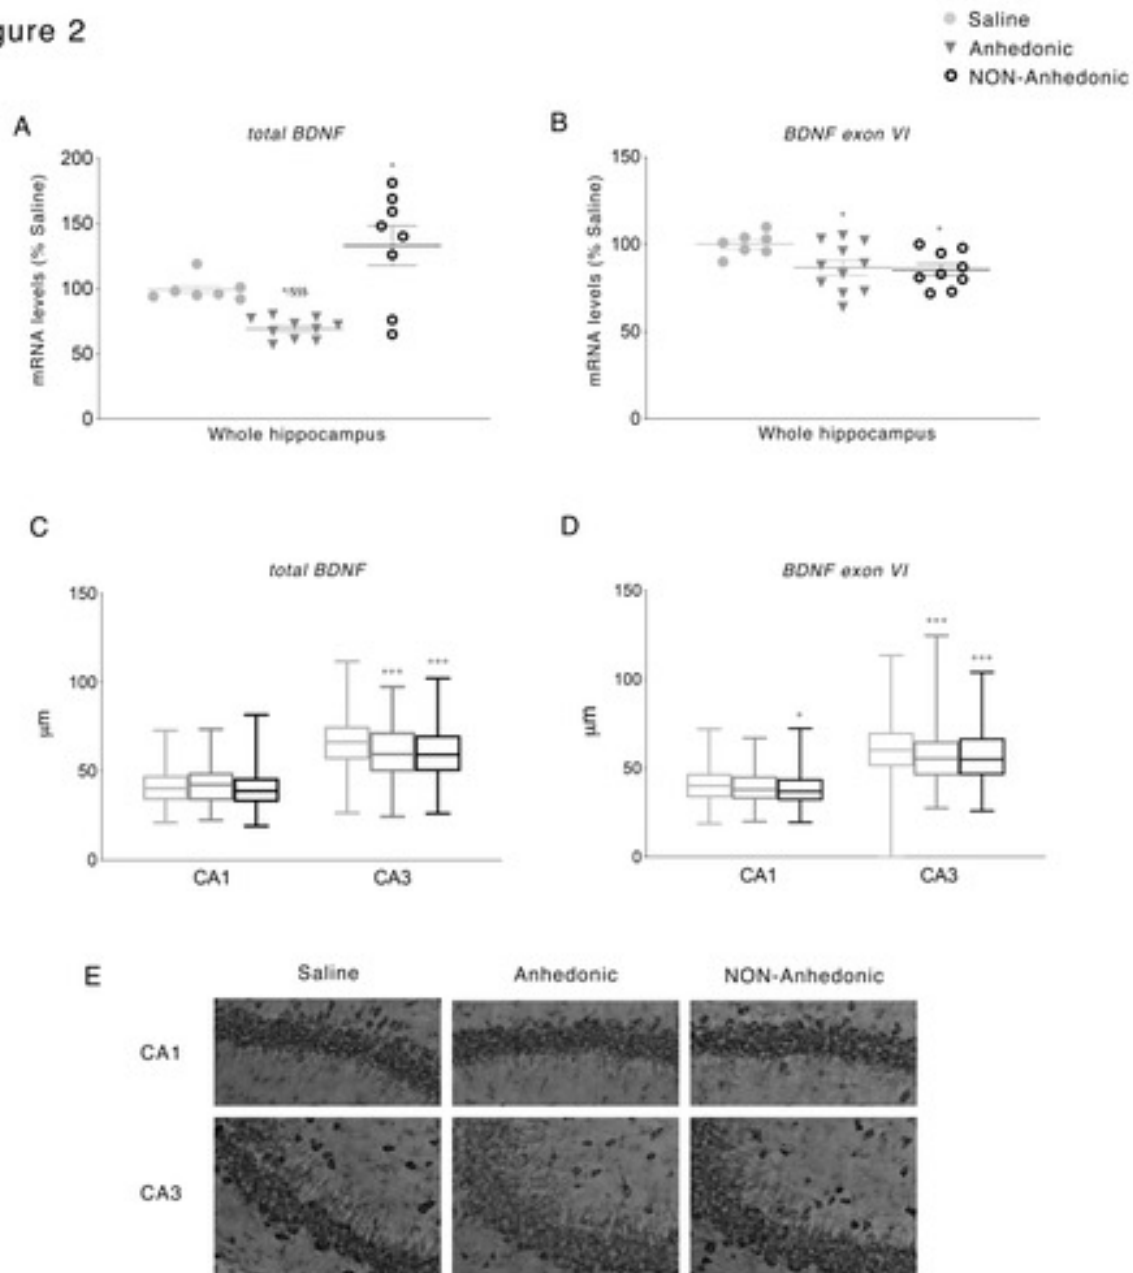 gure 2
Saline
Anhedonic
NON-Anhedonic
A
total BDNF
mRNA levels (% Saline)
200
150
100
50
0
*
Whole hippocampus
B
BDNF exon VI
mRNA levels (% Saline)
150
100
50
0
*
*
Whole hippocampus
C
total BDNF
µm
150
100
50
0
***
***
CA1
CA3
D
BDNF exon VI
µm
150
100
50
0
*
***
***
CA1
CA3
E
Saline
Anhedonic
NON-Anhedonic
CA1
CA3